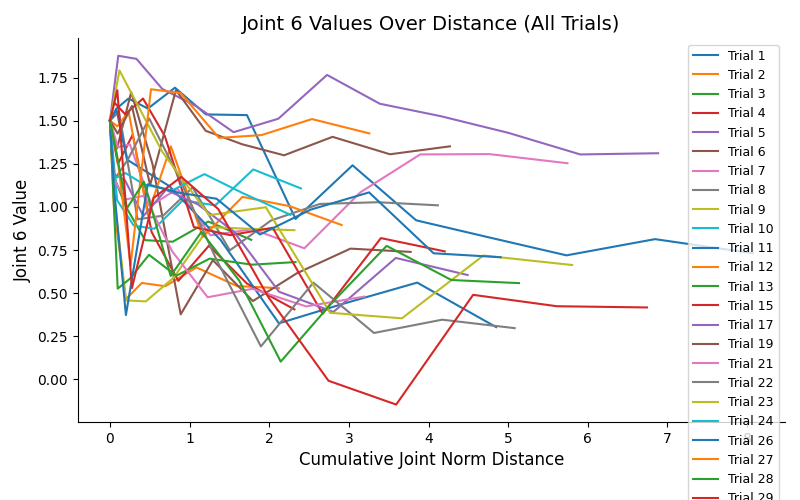 Joint 6 Values Over Distance (All Trials)
Joint 6 Value
1.75
1.50
1.25
1.00
0.75
0.50
0.25
0.00
0 1 2 3 4 5 6 7
Cumulative Joint Norm Distance
Trial 1
Trial 2
Trial 3
Trial 4
Trial 5
Trial 6
Trial 7
Trial 8
Trial 9
Trial 10
Trial 11
Trial 12
Trial 13
Trial 15
Trial 17
Trial 19
Trial 21
Trial 22
Trial 23
Trial 24
Trial 26
Trial 27
Trial 28
Trial 29